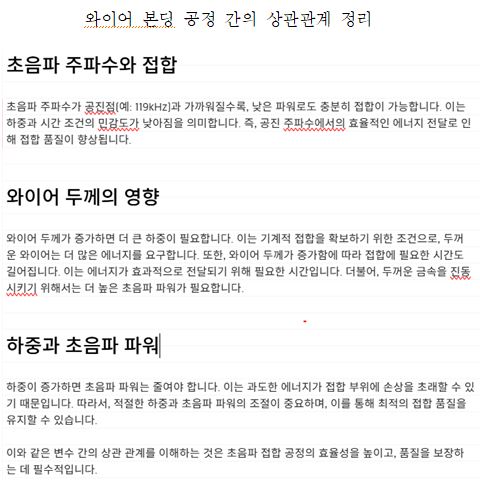 와이어 본딩 공정 간의 상관관계 정리
초음파 주파수와 접합
초음파 주파수가 공진점(예: 119kHz)과 가까워질수록, 낮은 파워로도 충분히 접합이 가능합니다. 이는
하중과 시간 조건의 민감도가 낮아짐을 의미합니다. 즉, 공진 주파수에서의 효율적인 에너지 전달로 인
해 접합 품질이 향상됩니다.
와이어 두께의 영향
와이어 두께가 증가하면 더 큰 하중이 필요합니다. 이는 기계적 접합을 확보하기 위한 조건으로, 두꺼
운 와이어는 더 많은 에너지를 요구합니다. 또한, 와이어 두께가 증가함에 따라 접합에 필요한 시간도
길어집니다. 이는 에너지가 효과적으로 전달되기 위해 필요한 시간입니다. 더불어, 두꺼운 금속을 진동
시키기 위해서는 더 높은 초음파 파워가 필요합니다.
하중과 초음파 파워
하중이 증가하면 초음파 파워는 줄여야 합니다. 이는 과도한 에너지가 접합 부위에 손상을 초래할 수 있
기 때문입니다. 따라서, 적절한 하중과 초음파 파워의 조절이 중요하며, 이를 통해 최적의 접합 품질을
유지할 수 있습니다.
이와 같은 변수 간의 상관 관계를 이해하는 것은 초음파 접합 공정의 효율성을 높이고, 품질을 보장하
는 데 필수적입니다.